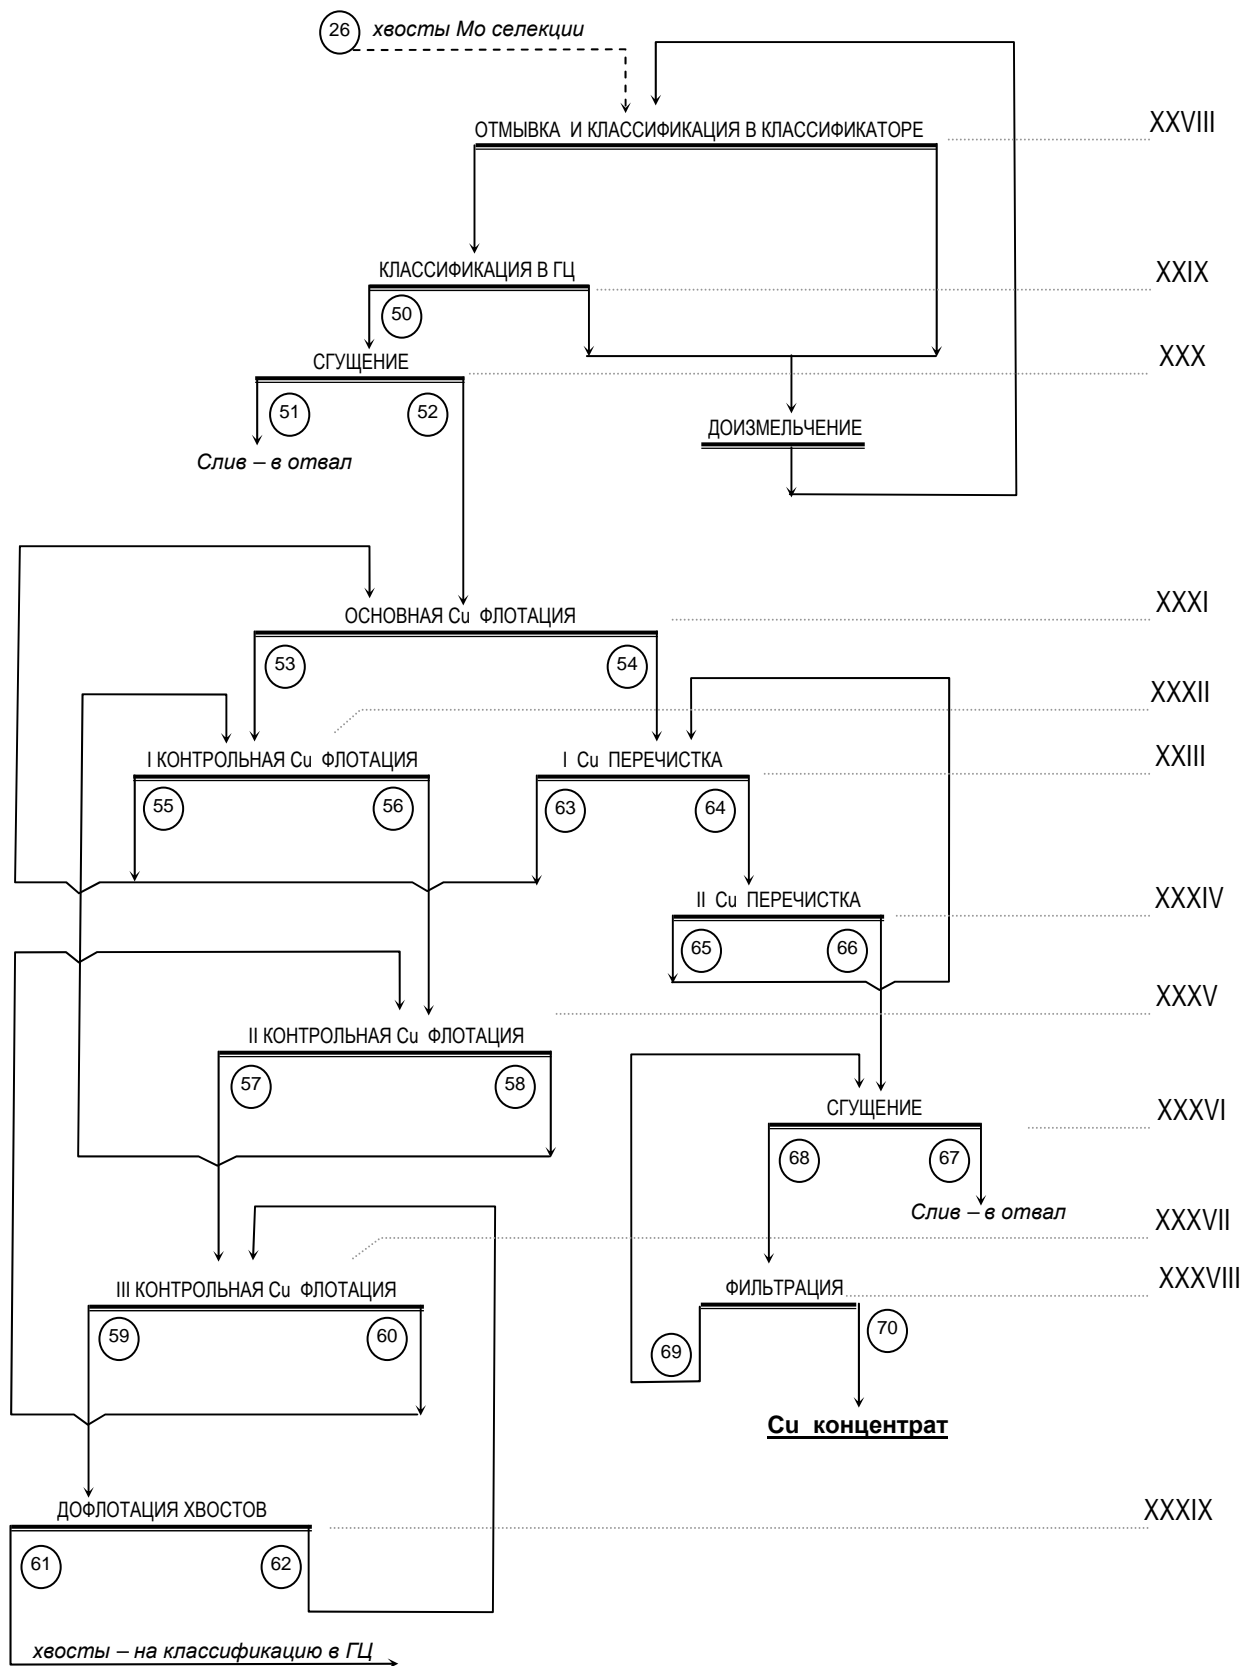 26 хвосты Мо селекции
ОТМЫВКА И КЛАССИФИКАЦИЯ В КЛАССИФИКАТОРЕ
XXVIII
КЛАССИФИКАЦИЯ В ГЦ
XXIX
50
СГУЩЕНИЕ
XXX
51
52
ДОИЗМЕЛЬЧЕНИЕ
Слив – в отвал
ОСНОВНАЯ Cu ФЛОТАЦИЯ
XXXI
53
54
XXXII
I КОНТРОЛЬНАЯ Cu ФЛОТАЦИЯ
I Cu ПЕРЕЧИСТКА
XXIII
55
56
63
64
II Cu ПЕРЕЧИСТКА
XXXIV
65
66
XXXV
II КОНТРОЛЬНАЯ Cu ФЛОТАЦИЯ
57
58
СГУЩЕНИЕ
XXXVI
68
67
Слив – в отвал
XXXVII
III КОНТРОЛЬНАЯ Cu ФЛОТАЦИЯ
ФИЛЬТРАЦИЯ
XXXVIII
59
60
69
70
Cu концентрат
ДОФЛОТАЦИЯ ХВОСТОВ
XXXIX
61
62
хвосты – на классификацию в ГЦ